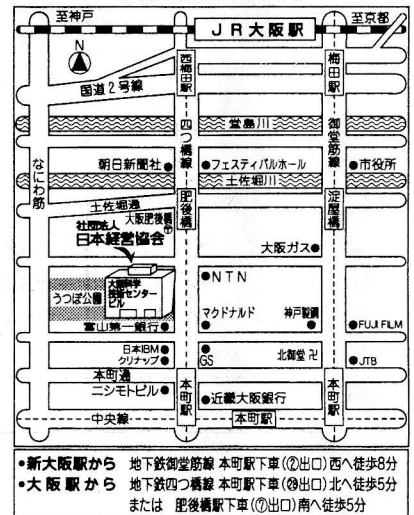 至神戸
JR大阪駅
至京都
N
国道2号線
西梅田駅
梅田駅
四つ橋線
堂島川
御堂筋線
なにわ筋
朝日新聞社
フェスティバルホール
市役所
土佐堀川
肥後橋
淀屋橋
土佐堀通
大阪肥後橋〒
社団法人
日本経営協会
大阪ガス
うつぼ公園
大阪科学
技術センター
ビル
NTN
マクドナルド
神戸製鋼
富山第一銀行
FUJI FILM
日本IBM
クリナップ
GS
北御堂卍
JTB
本町通
ニシモトビル
本町駅
近畿大阪銀行
本町駅
中央線
本町駅
•新大阪駅から 地下鉄御堂筋線 本町駅下車(②出口)西へ徒歩8分
•大阪駅から 地下鉄四つ橋線 本町駅下車(㉘出口)北へ徒歩5分
または 肥後橋駅下車(⑦出口)南へ徒歩5分